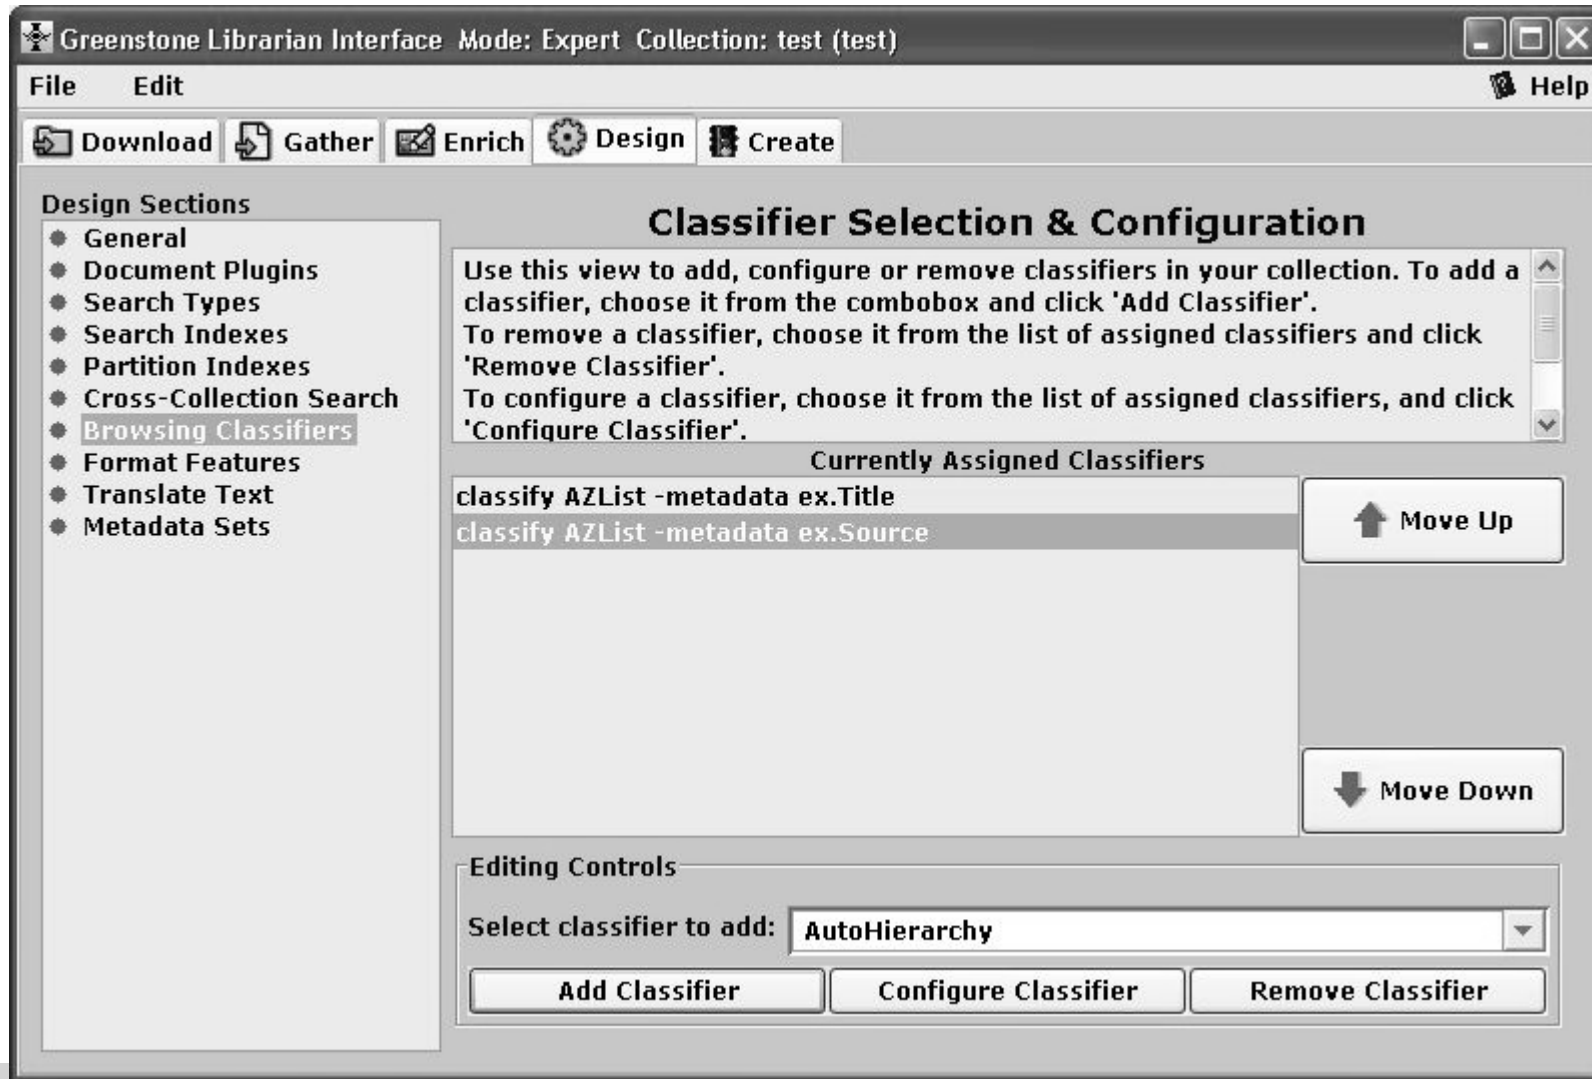 Greenstone Librarian Interface Mode: Expert Collection: test (test)
File Edit Help
Download Gather Enrich Design Create
Design Sections
General
Document Plugins
Search Types
Search Indexes
Partition Indexes
Cross-Collection Search
Browsing Classifiers
Format Features
Translate Text
Metadata Sets
Classifier Selection & Configuration
Use this view to add, configure or remove classifiers in your collection. To add a
classifier, choose it from the combobox and click 'Add Classifier'.
To remove a classifier, choose it from the list of assigned classifiers and click
'Remove Classifier'.
To configure a classifier, choose it from the list of assigned classifiers, and click
'Configure Classifier'.
Currently Assigned Classifiers
classify AZList -metadata ex.Title
classify AZList -metadata ex.Source
Move Up
Move Down
Editing Controls
Select classifier to add: AutoHierarchy
Add Classifier Configure Classifier Remove Classifier